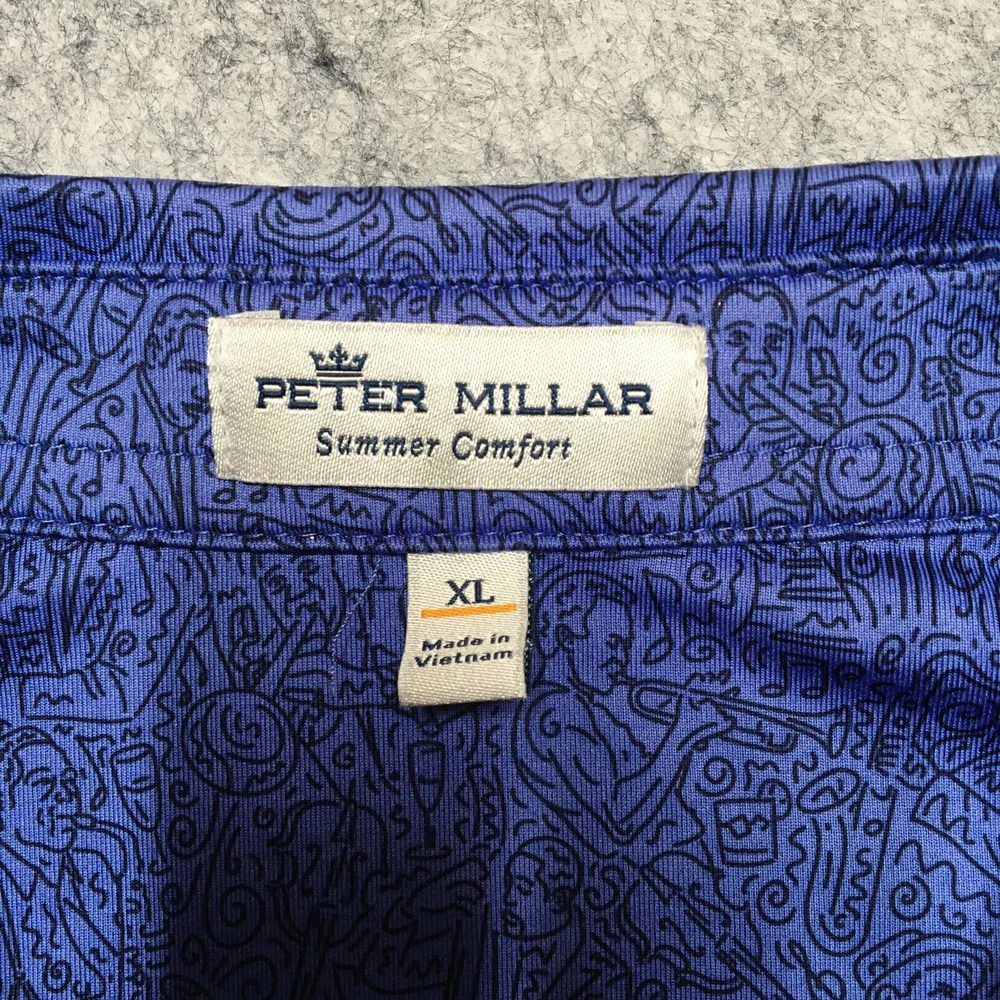 PETER MILLAR
Summer Comfort
XL
Made in
Vietnam